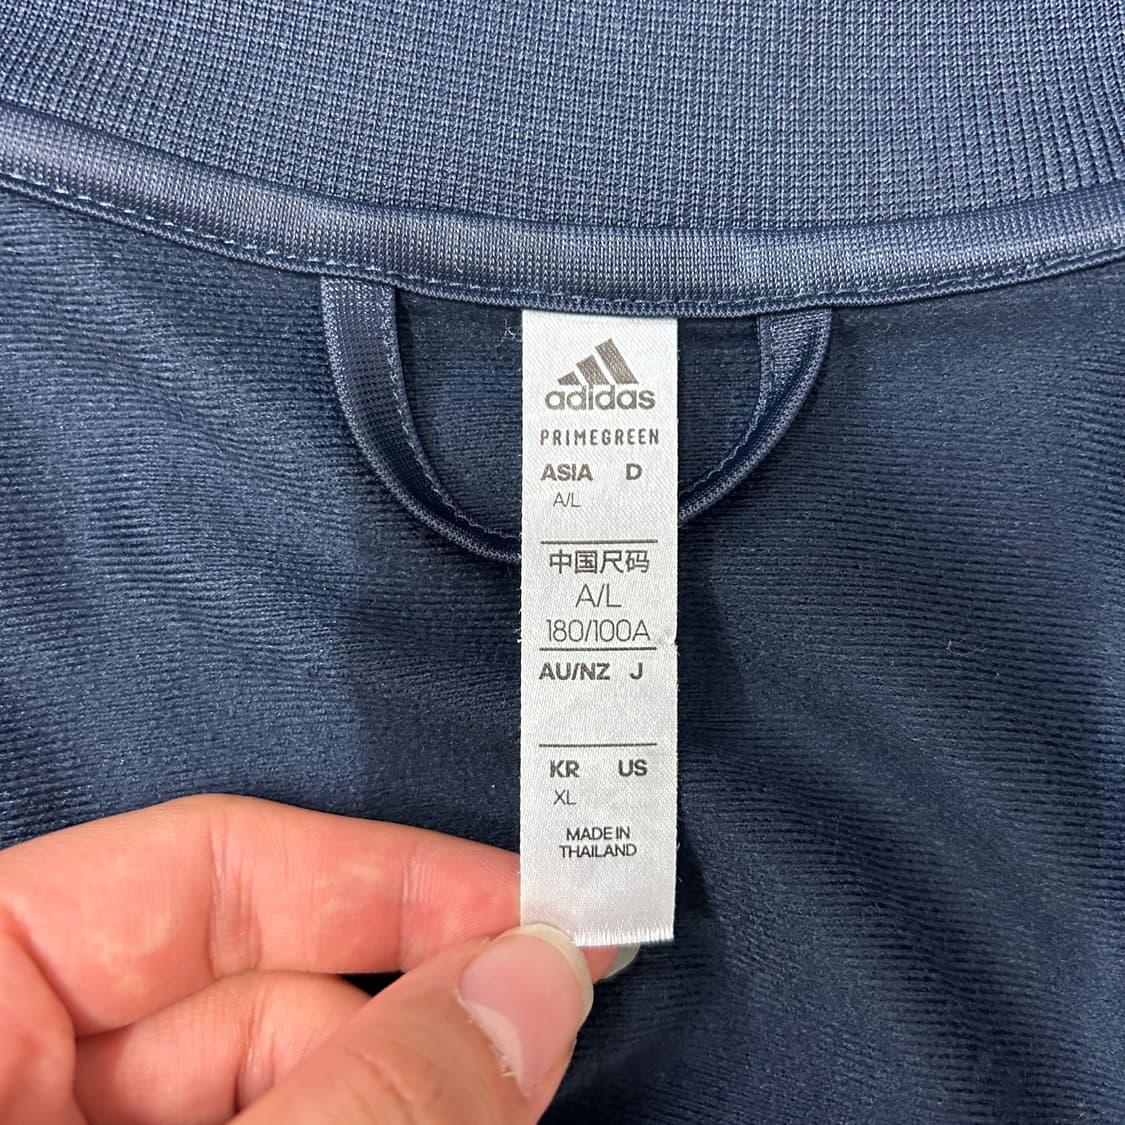 adidas
PRIMEGREEN
ASIA D
A/L
中国尺码
A/L
180/100A
AU/NZ J
KR US
XL
MADE IN
THAILAND